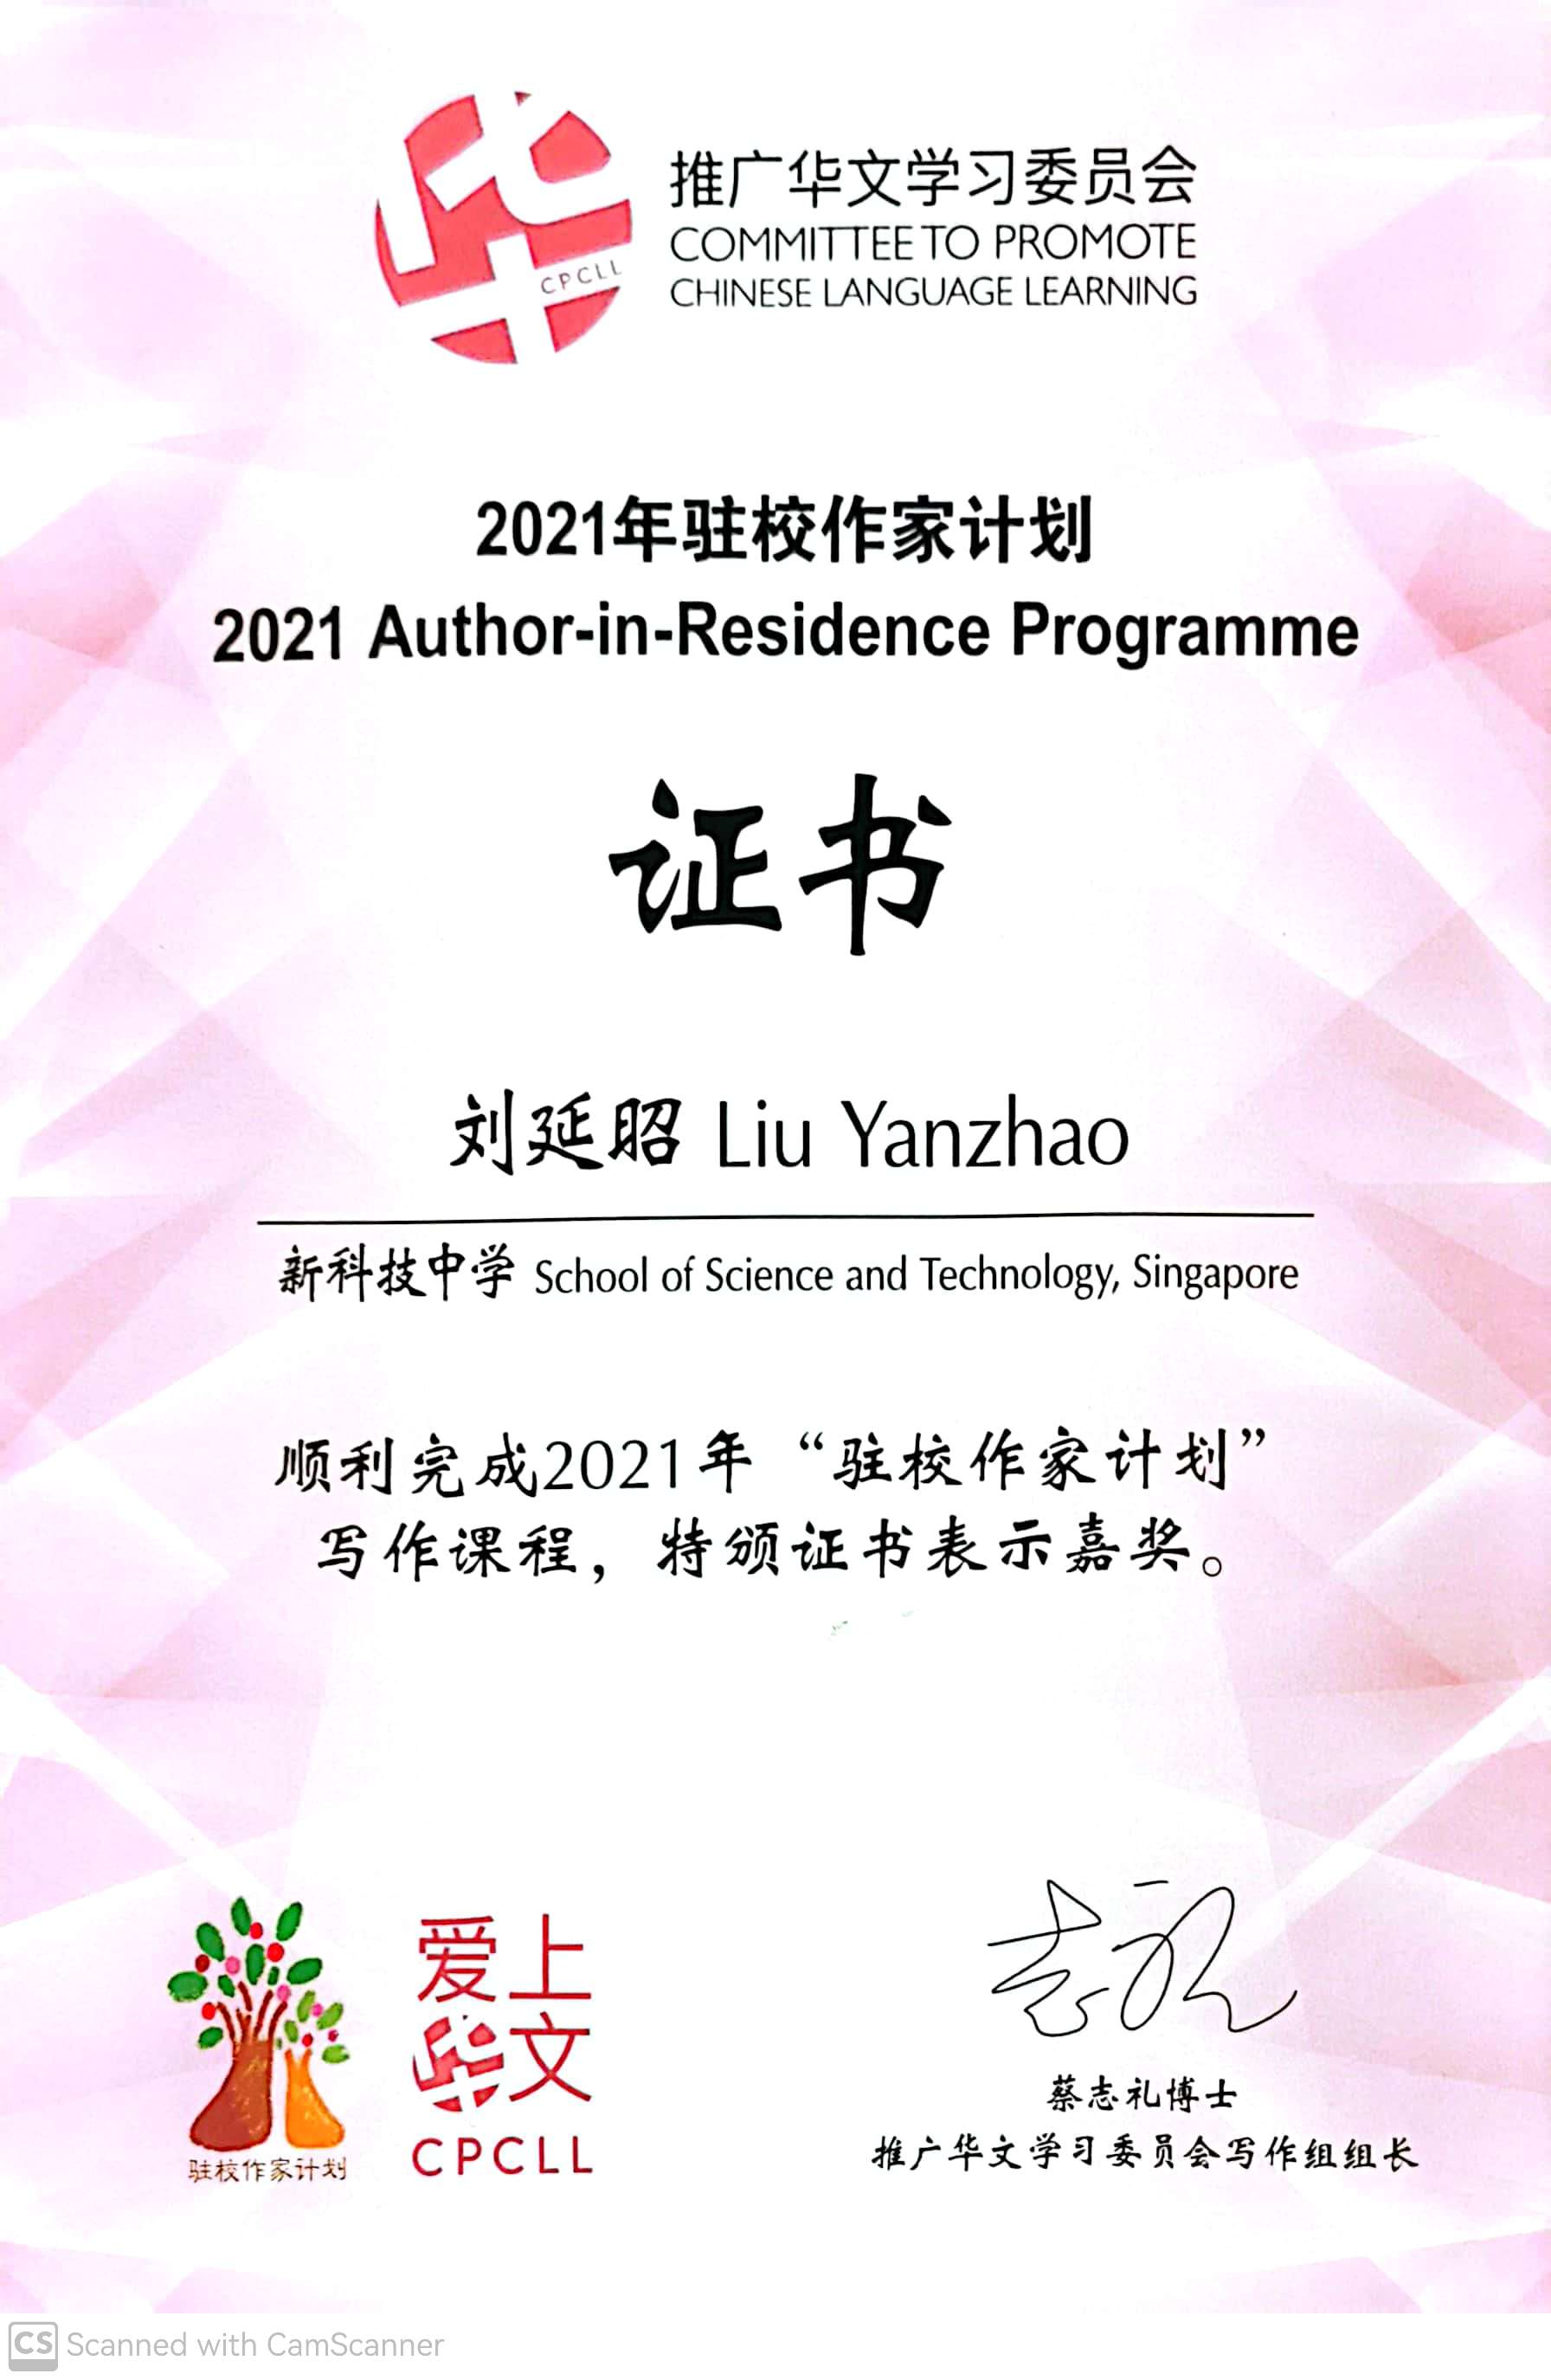 推广华文学习委员会
COMMITTEE TO PROMOTE
CHINESE LANGUAGE LEARNING
CPCLL
2021年驻校作家计划
2021 Author-in-Residence Programme
证书
刘延昭 Liu Yanzhao
新科技中学 School of Science and Technology, Singapore
顺利完成2021年“驻校作家计划”
写作课程，特颁证书表示嘉奖。
驻校作家计划
爱上
华文
CPCLL
蔡志礼博士
推广华文学习委员会写作组组长
CS Scanned with CamScanner